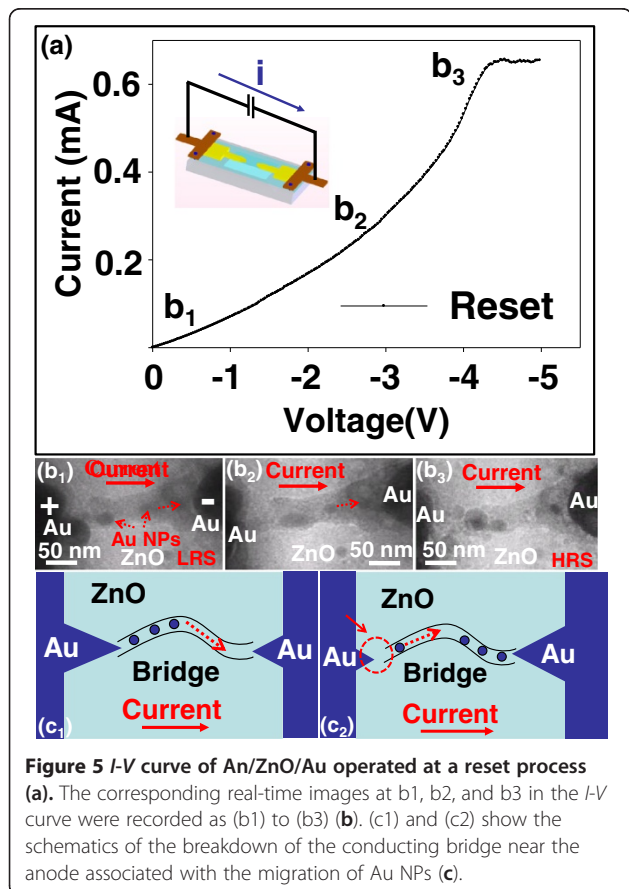 (a)
i
b3
0.6
b2
0.4
Current (mA)
0.2
b1
Reset
0 -1 -2 -3 -4 -5
Voltage(V)
(b1) Current (b2) Current (b3) Current
+ -
Au Au Au Au
Au NPs
50 nm ZnO LRS 50 nm ZnO 50 nm ZnO HRS
ZnO ZnO
Au Au Au Au
Bridge Bridge
Current Current
(c1) (c2)
Figure 5 I-V curve of An/ZnO/Au operated at a reset process
(a). The corresponding real-time images at b1, b2, and b3 in the I-V
curve were recorded as (b1) to (b3) (b). (c1) and (c2) show the
schematics of the breakdown of the conducting bridge near the
anode associated with the migration of Au NPs (c).